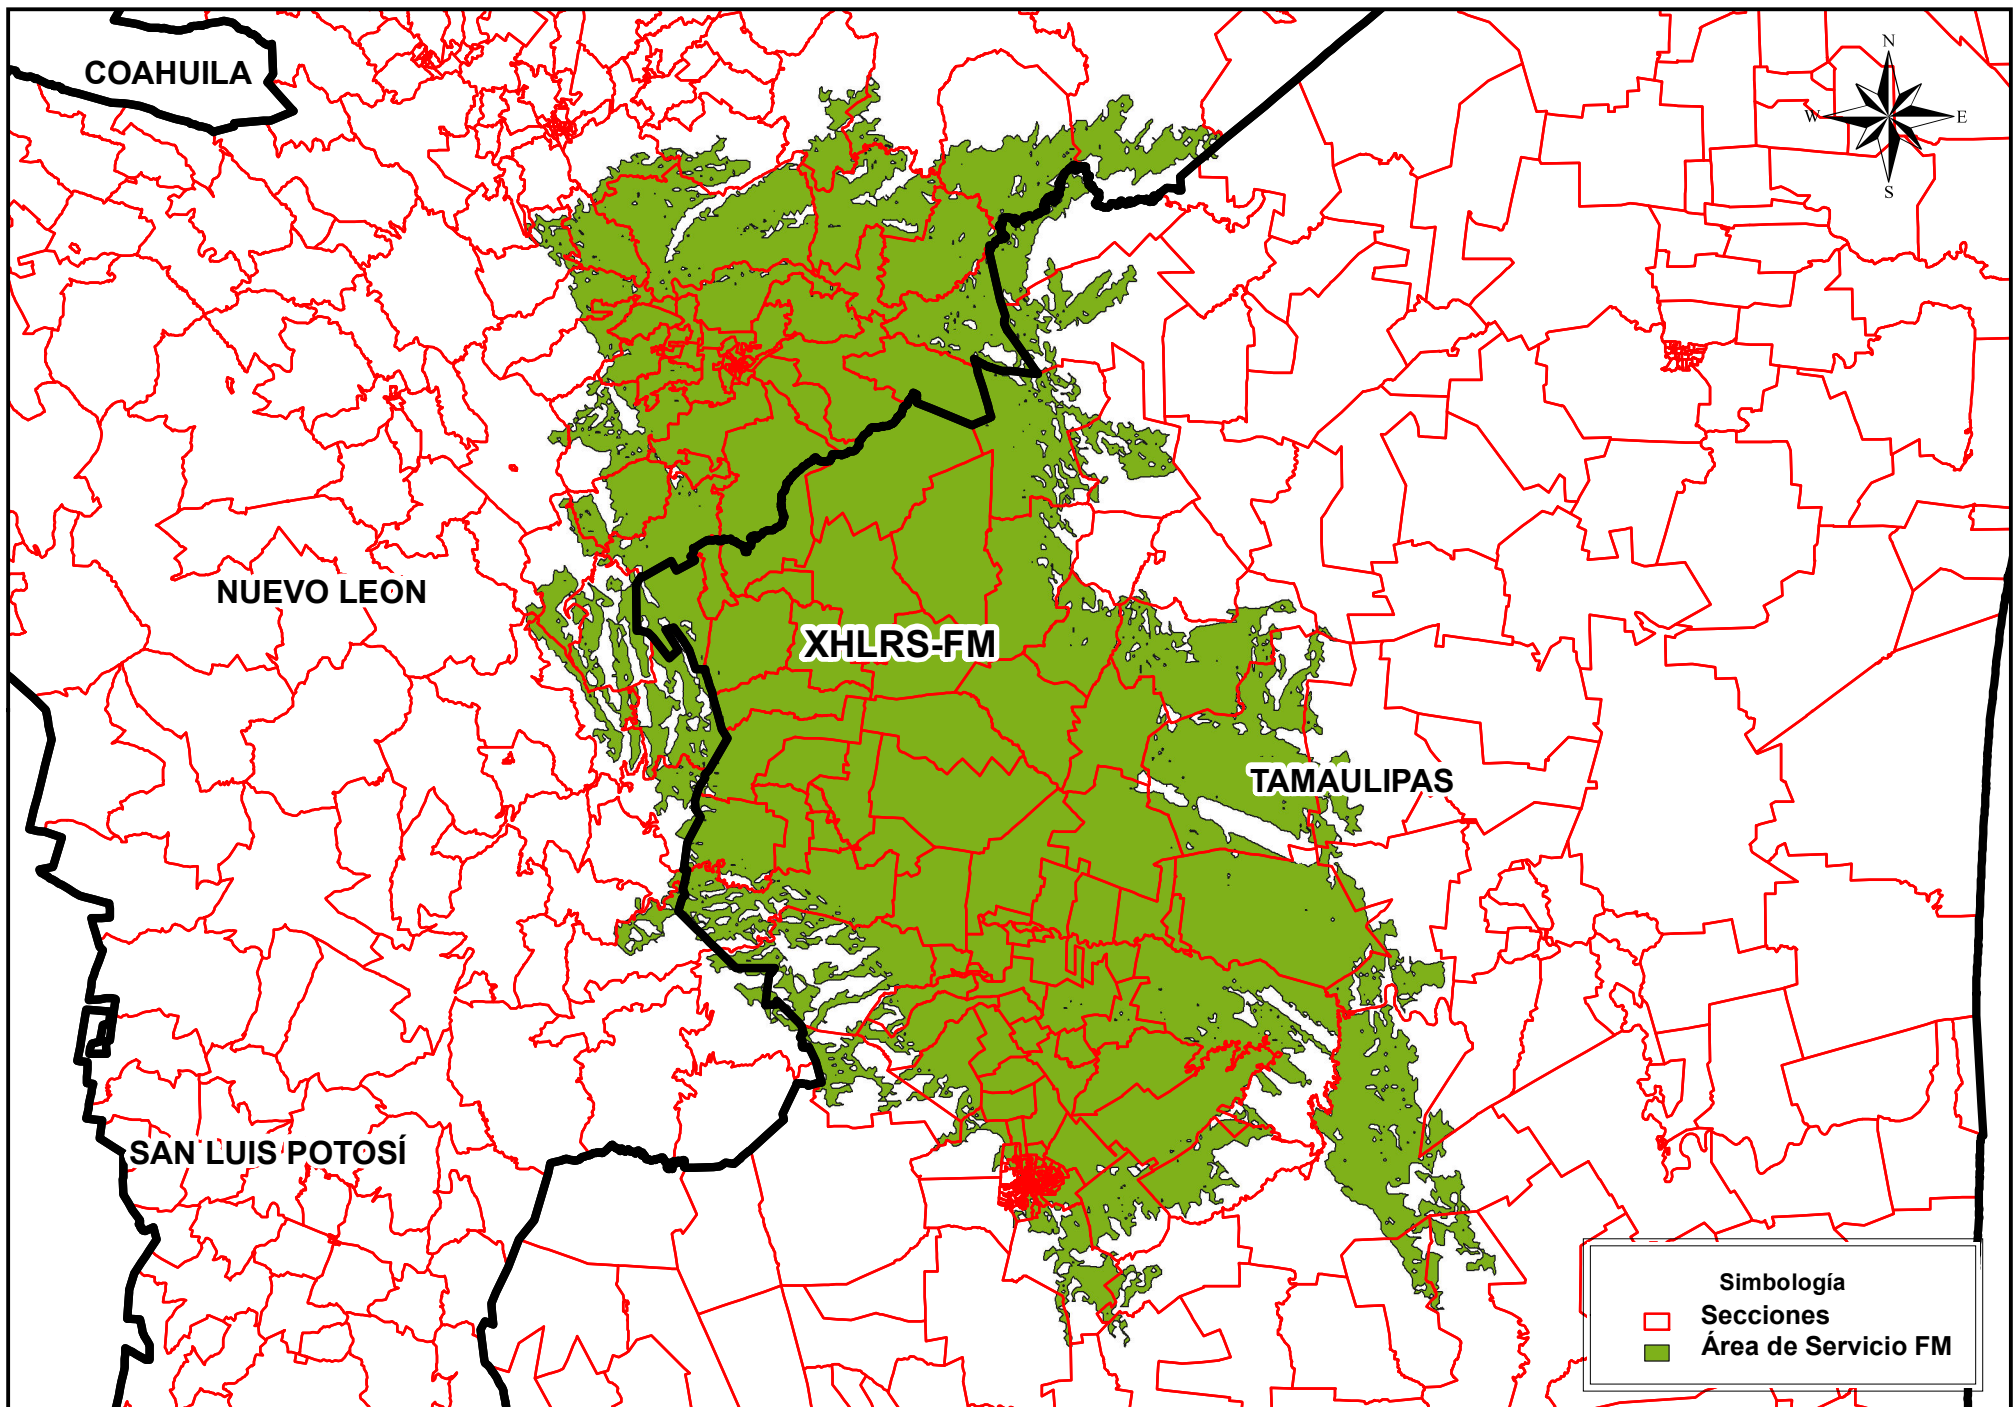 COAHUILA
N
W E
S
NUEVO LEON
XHLRS-FM
TAMAULIPAS
SAN LUIS POTOSÍ
Simbología
Secciones
Área de Servicio FM